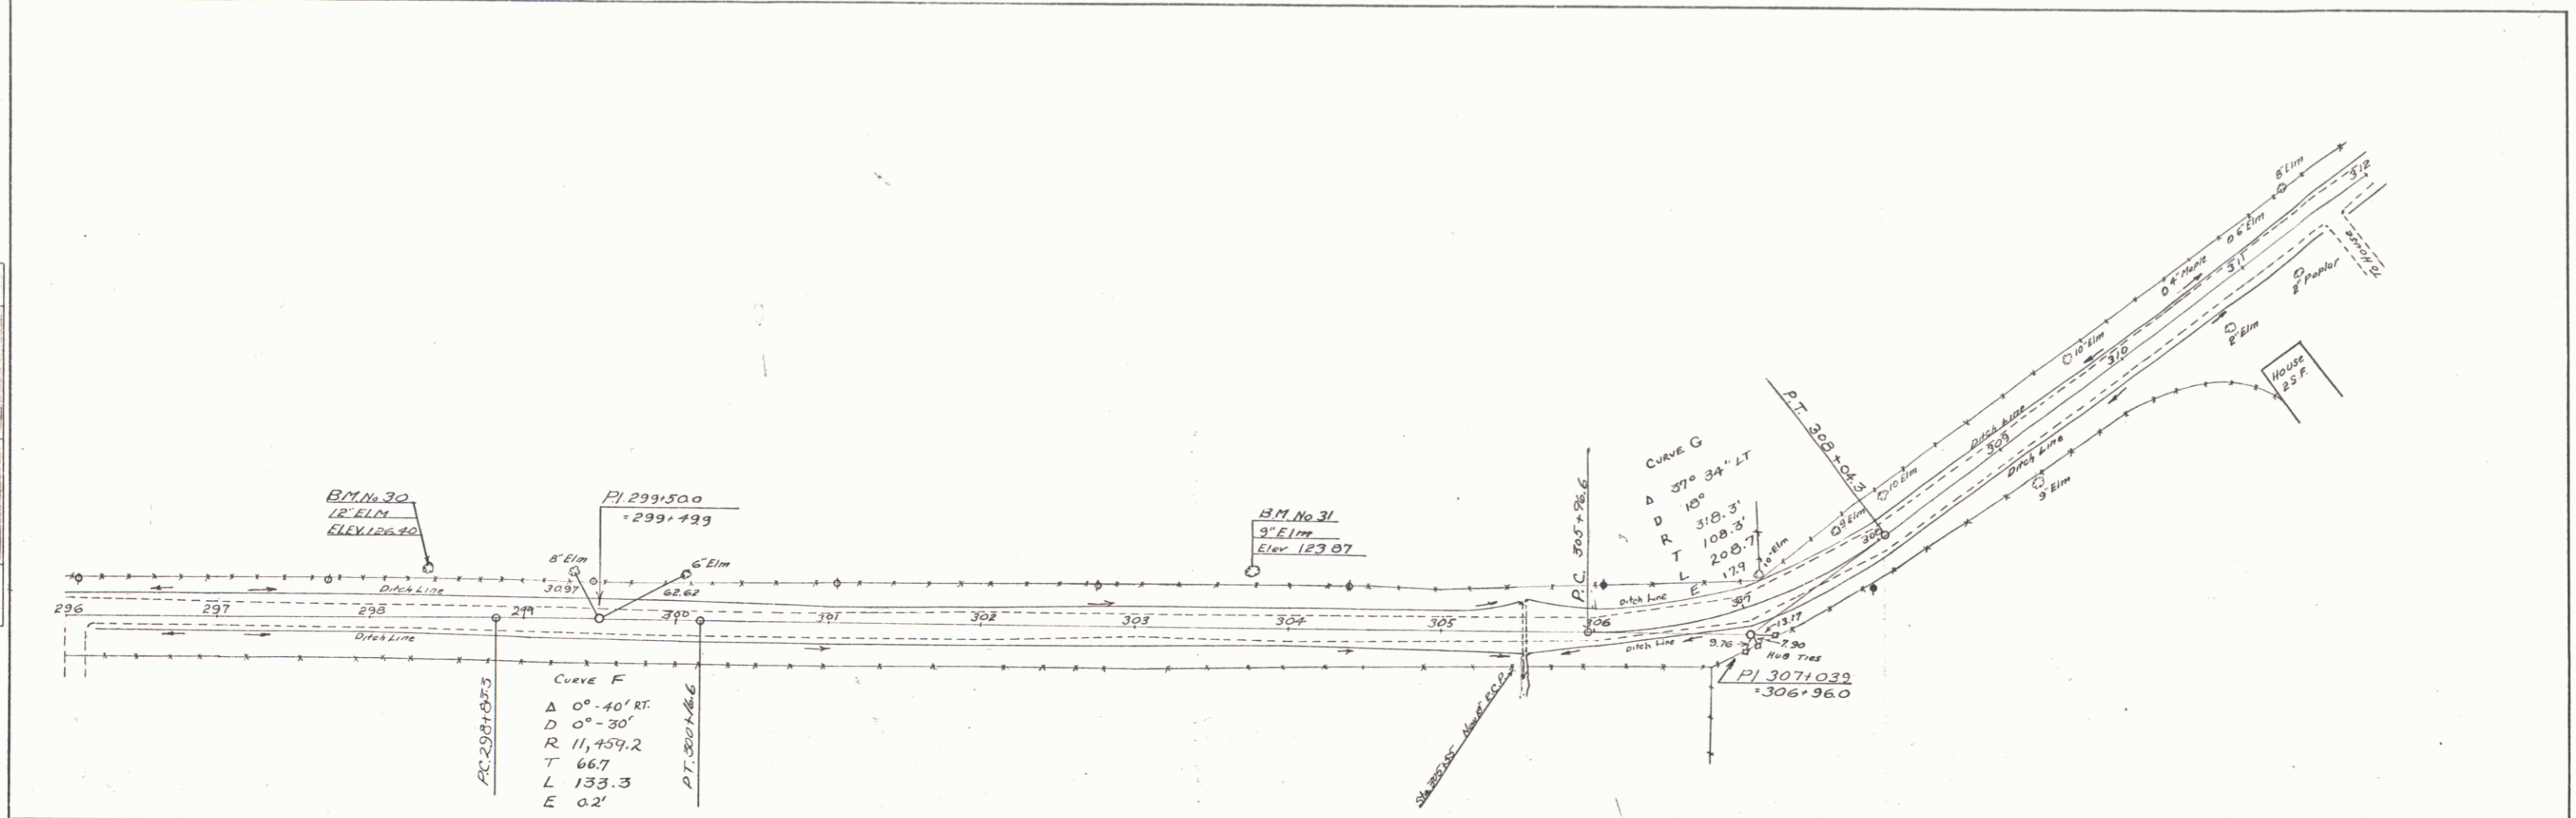 B.M. No 30
12" ELM
ELEV. 126.40
P.I. 299+50.0
= 299+49.9
8" Elm
30.97
6" Elm
62.62
Ditch Line
296
297
298
299
300
301
302
303
304
305
306
307
308
309
310
311
312
Ditch Line
P.C. 298+83.3
P.T. 300+16.6
CURVE F
Δ 0°-40' RT.
D 0°-30'
R 11,459.2
T 66.7
L 133.3
E 0.2'
B.M. No 31
9" Elm
Elev 123.87
P.C. 305+96.6
CURVE G
Δ 37° 34" LT
D 18°
R 318.3'
T 108.3'
L 208.7'
E 17.9
10" Elm
P.T. 308+04.3
Ditch Line
Ditch Line
9.76
13.17
7.90
Hub Ties
P.I. 307+03.9
= 306+96.0
R.C.P.
9" Elm
10" Elm
Ditch Line
Ditch Line
9" Elm
10" Elm
4" Maple
6" Elm
8" Elm
2" Elm
2" Poplar
To House
House
2 S.F.